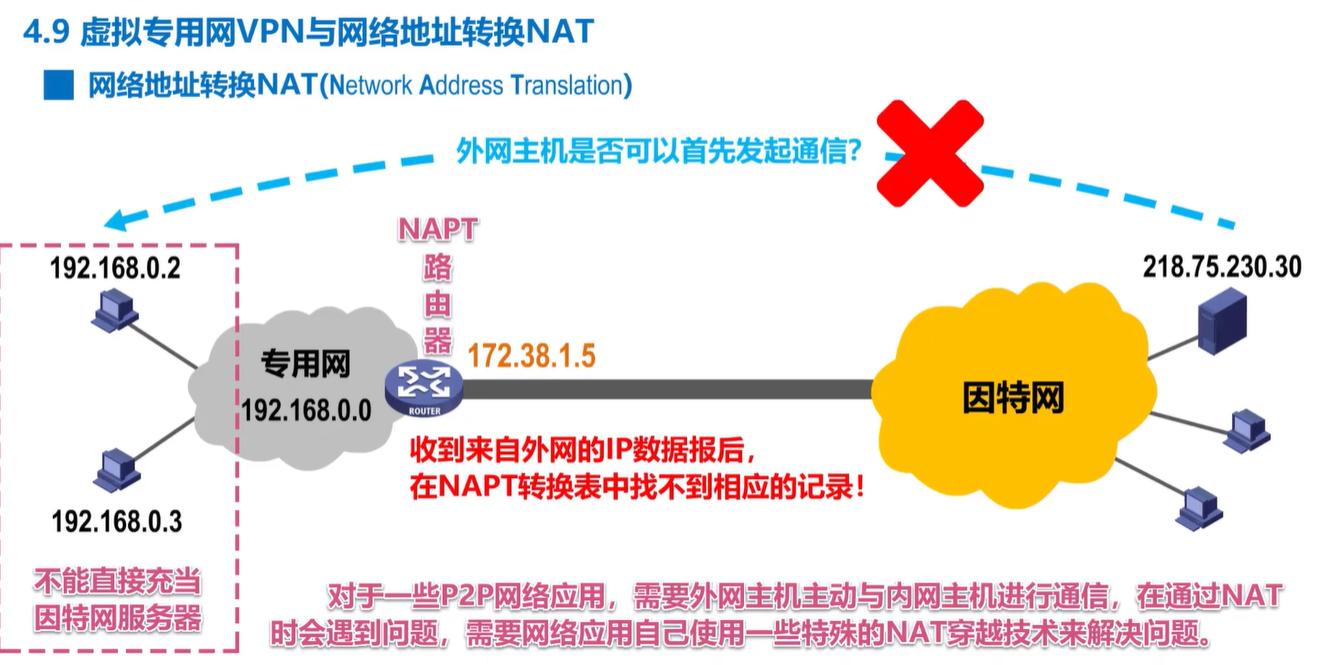 4.9 虚拟专用网VPN与网络地址转换NAT
网络地址转换NAT(Network Address Translation)
外网主机是否可以首先发起通信?
NAPT
路
由
器
192.168.0.2
218.75.230.30
专用网
192.168.0.0
172.38.1.5
ROUTER
因特网
收到来自外网的IP数据报后，
在NAPT转换表中找不到相应的记录！
192.168.0.3
不能直接充当
因特网服务器
对于一些P2P网络应用，需要外网主机主动与内网主机进行通信，在通过NAT
时会遇到问题，需要网络应用自己使用一些特殊的NAT穿越技术来解决问题。